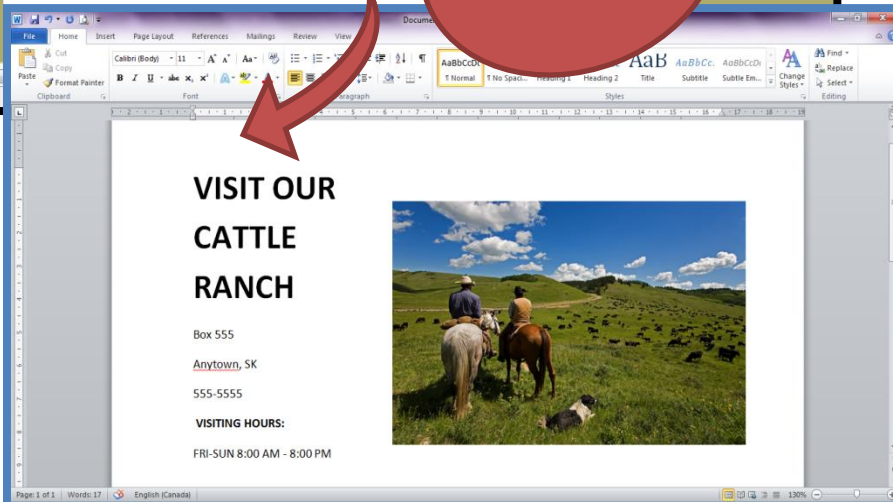 Docume
File Home Insert Page Layout References Mailings Review View
Cut
Copy
Format Painter
Paste
Clipboard
Calibri (Body) 11
Font
Paragraph
AaBbCcDc AaB AaBbCc. AaBbCcDc
¶ Normal ¶ No Spaci... Heading 1 Heading 2 Title Subtitle Subtle Em...
Change Styles
Styles
Find
Replace
Select
Editing
VISIT OUR
CATTLE
RANCH
Box 555
Anytown, SK
555-5555
VISITING HOURS:
FRI-SUN 8:00 AM - 8:00 PM
Page: 1 of 1 Words: 17 English (Canada) 130%